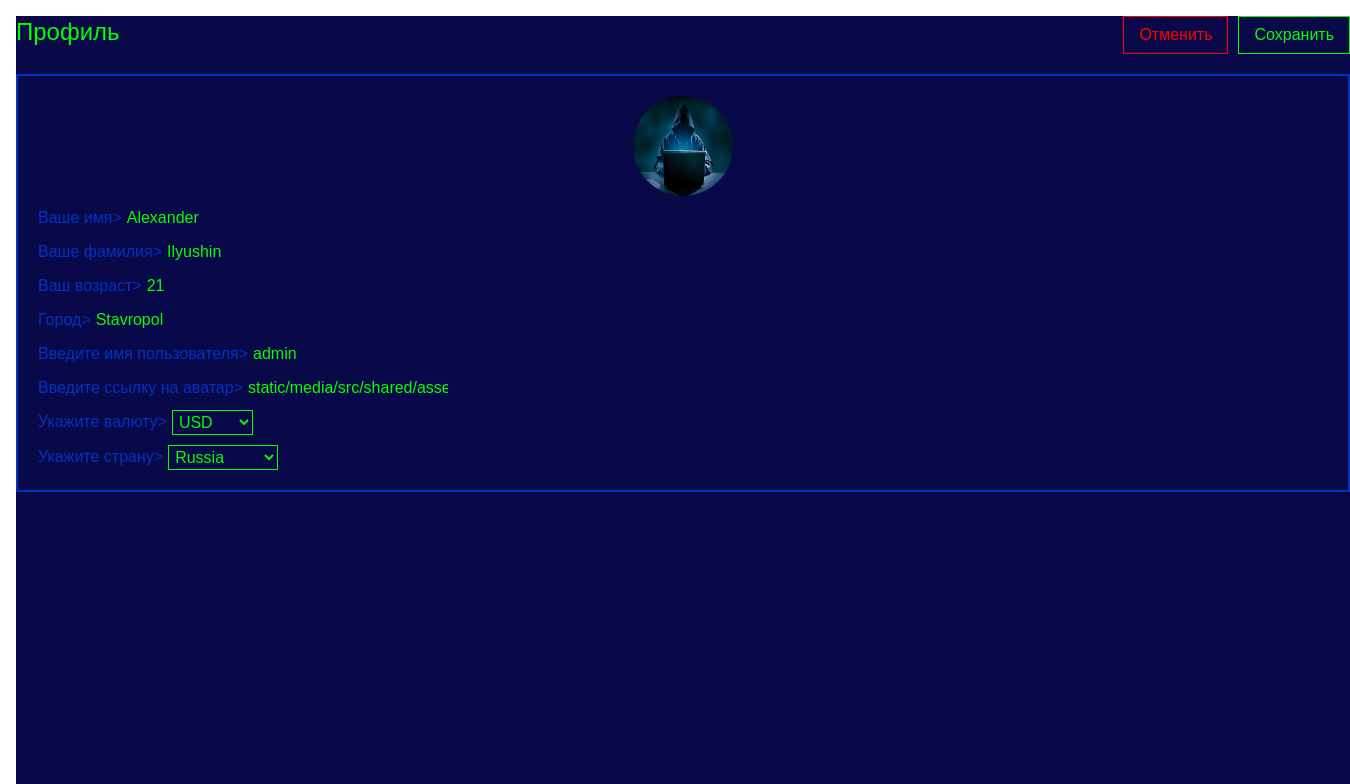 Профиль
Отменить
Сохранить
Ваше имя> Alexander
Ваше фамилия> Ilyushin
Ваш возраст> 21
Город> Stavropol
Введите имя пользователя> admin
Введите ссылку на аватар> static/media/src/shared/asse
Укажите валюту> USD
Укажите страну> Russia